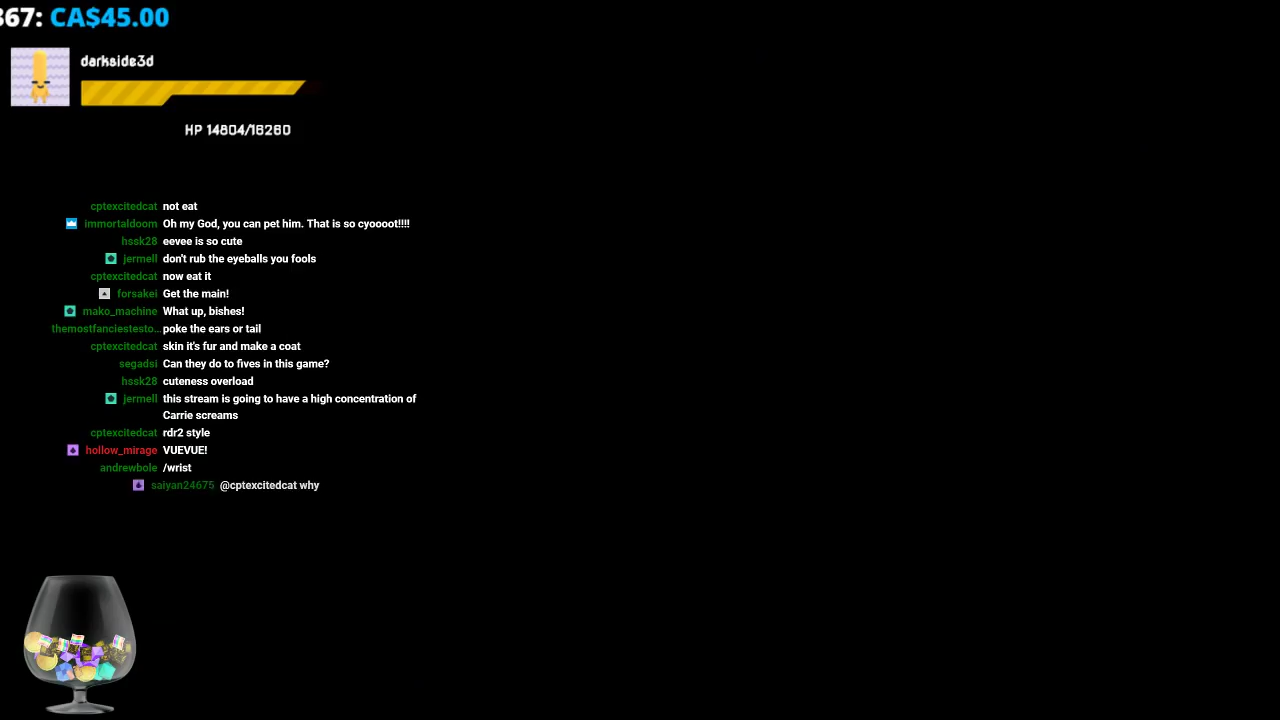 367: CA$45.00
darkside3d
HP 14804/16260
cptexcitedcat not eat
immortaldoom Oh my God, you can pet him. That is so cyoooot!!!!
hssk28 eevee is so cute
jermell don't rub the eyeballs you fools
cptexcitedcat now eat it
forsakei Get the main!
mako_machine What up, bishes!
themostfanciestesto... poke the ears or tail
cptexcitedcat skin it's fur and make a coat
segadsi Can they do to fives in this game?
hssk28 cuteness overload
jermell this stream is going to have a high concentration of
Carrie screams
cptexcitedcat rdr2 style
hollow_mirage VUEVUE!
andrewbole /wrist
saiyan24675 @cptexcitedcat why